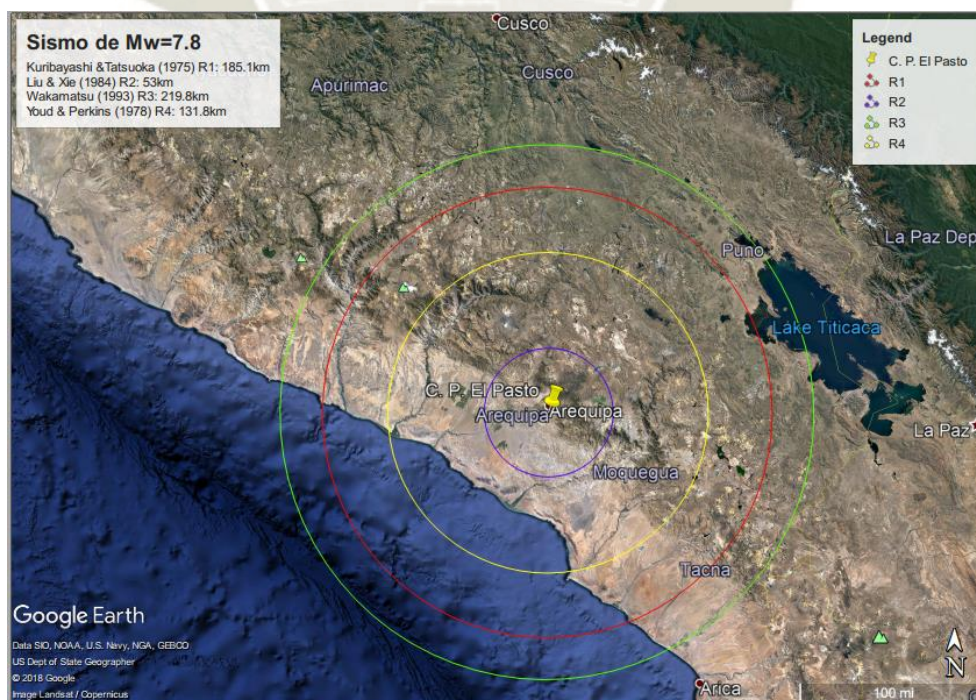 Sismo de Mw=7.8
Kuribayashi &Tatsuoka (1975) R1: 185.1km
Liu & Xie (1984) R2: 53km
Wakamatsu (1993) R3: 219.8km
Youd & Perkins (1978) R4: 131.8km
Legend
C. P. El Pasto
R1
R2
R3
R4
Cusco
Cusco
Apurimac
La Paz Dep
Puno
Lake Titicaca
C. P. El Pasto
Arequipa
Arequipa
La Paz
Moquegua
Tacna
Arica
Google Earth
Data SIO, NOAA, U.S. Navy, NGA, GEBCO
US Dept of State Geographer
© 2018 Google
Image Landsat / Copernicus
N
100 mi